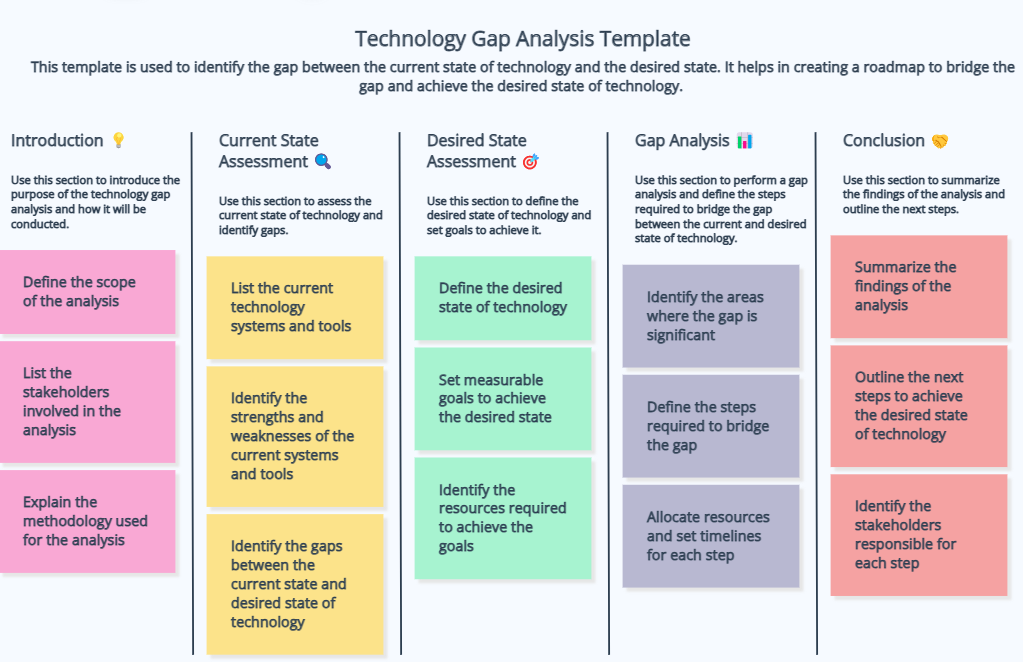 Technology Gap Analysis Template
This template is used to identify the gap between the current state of technology and the desired state. It helps in creating a roadmap to bridge the
gap and achieve the desired state of technology.
Introduction 💡
Use this section to introduce the
purpose of the technology gap
analysis and how it will be
conducted.
Define the scope
of the analysis
List the
stakeholders
involved in the
analysis
Explain the
methodology used
for the analysis
Current State
Assessment 🔍
Use this section to assess the
current state of technology and
identify gaps.
List the current
technology
systems and tools
Identify the
strengths and
weaknesses of the
current systems
and tools
Identify the gaps
between the
current state and
desired state of
technology
Desired State
Assessment 🎯
Use this section to define the
desired state of technology and
set goals to achieve it.
Define the desired
state of technology
Set measurable
goals to achieve
the desired state
Identify the
resources required
to achieve the
goals
Gap Analysis 📊
Use this section to perform a gap
analysis and define the steps
required to bridge the gap
between the current and desired
state of technology.
Identify the areas
where the gap is
significant
Define the steps
required to bridge
the gap
Allocate resources
and set timelines
for each step
Conclusion 🤝
Use this section to summarize
the findings of the analysis and
outline the next steps.
Summarize the
findings of the
analysis
Outline the next
steps to achieve
the desired state
of technology
Identify the
stakeholders
responsible for
each step